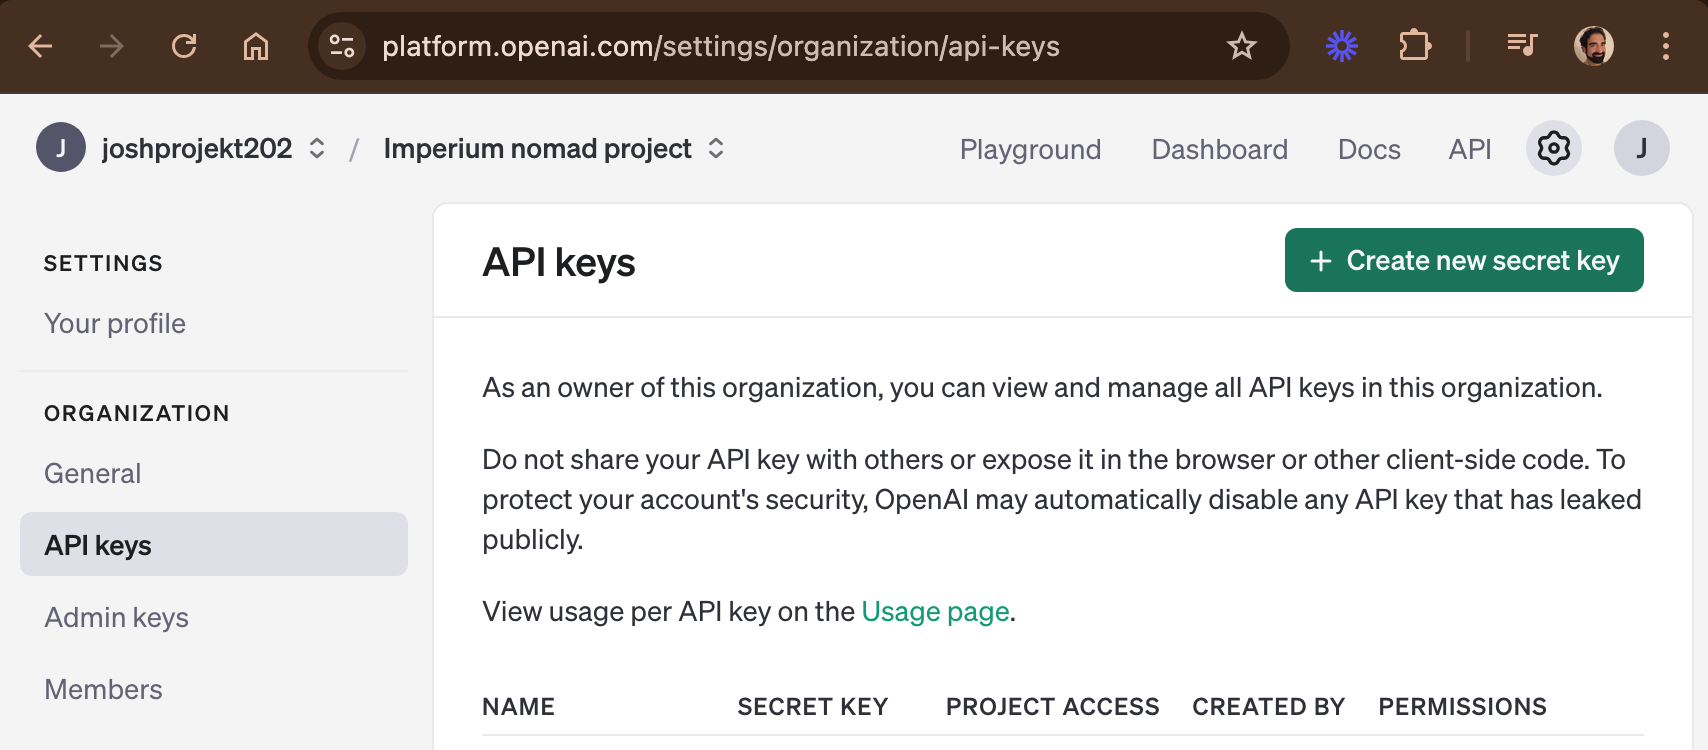 platform.openai.com/settings/organization/api-keys
J joshprojekt202 / Imperium nomad project Playground Dashboard Docs API J
SETTINGS
Your profile
ORGANIZATION
General
API keys
Admin keys
Members
API keys
+ Create new secret key
As an owner of this organization, you can view and manage all API keys in this organization.
Do not share your API key with others or expose it in the browser or other client-side code. To
protect your account's security, OpenAI may automatically disable any API key that has leaked
publicly.
View usage per API key on the Usage page.
NAME SECRET KEY PROJECT ACCESS CREATED BY PERMISSIONS